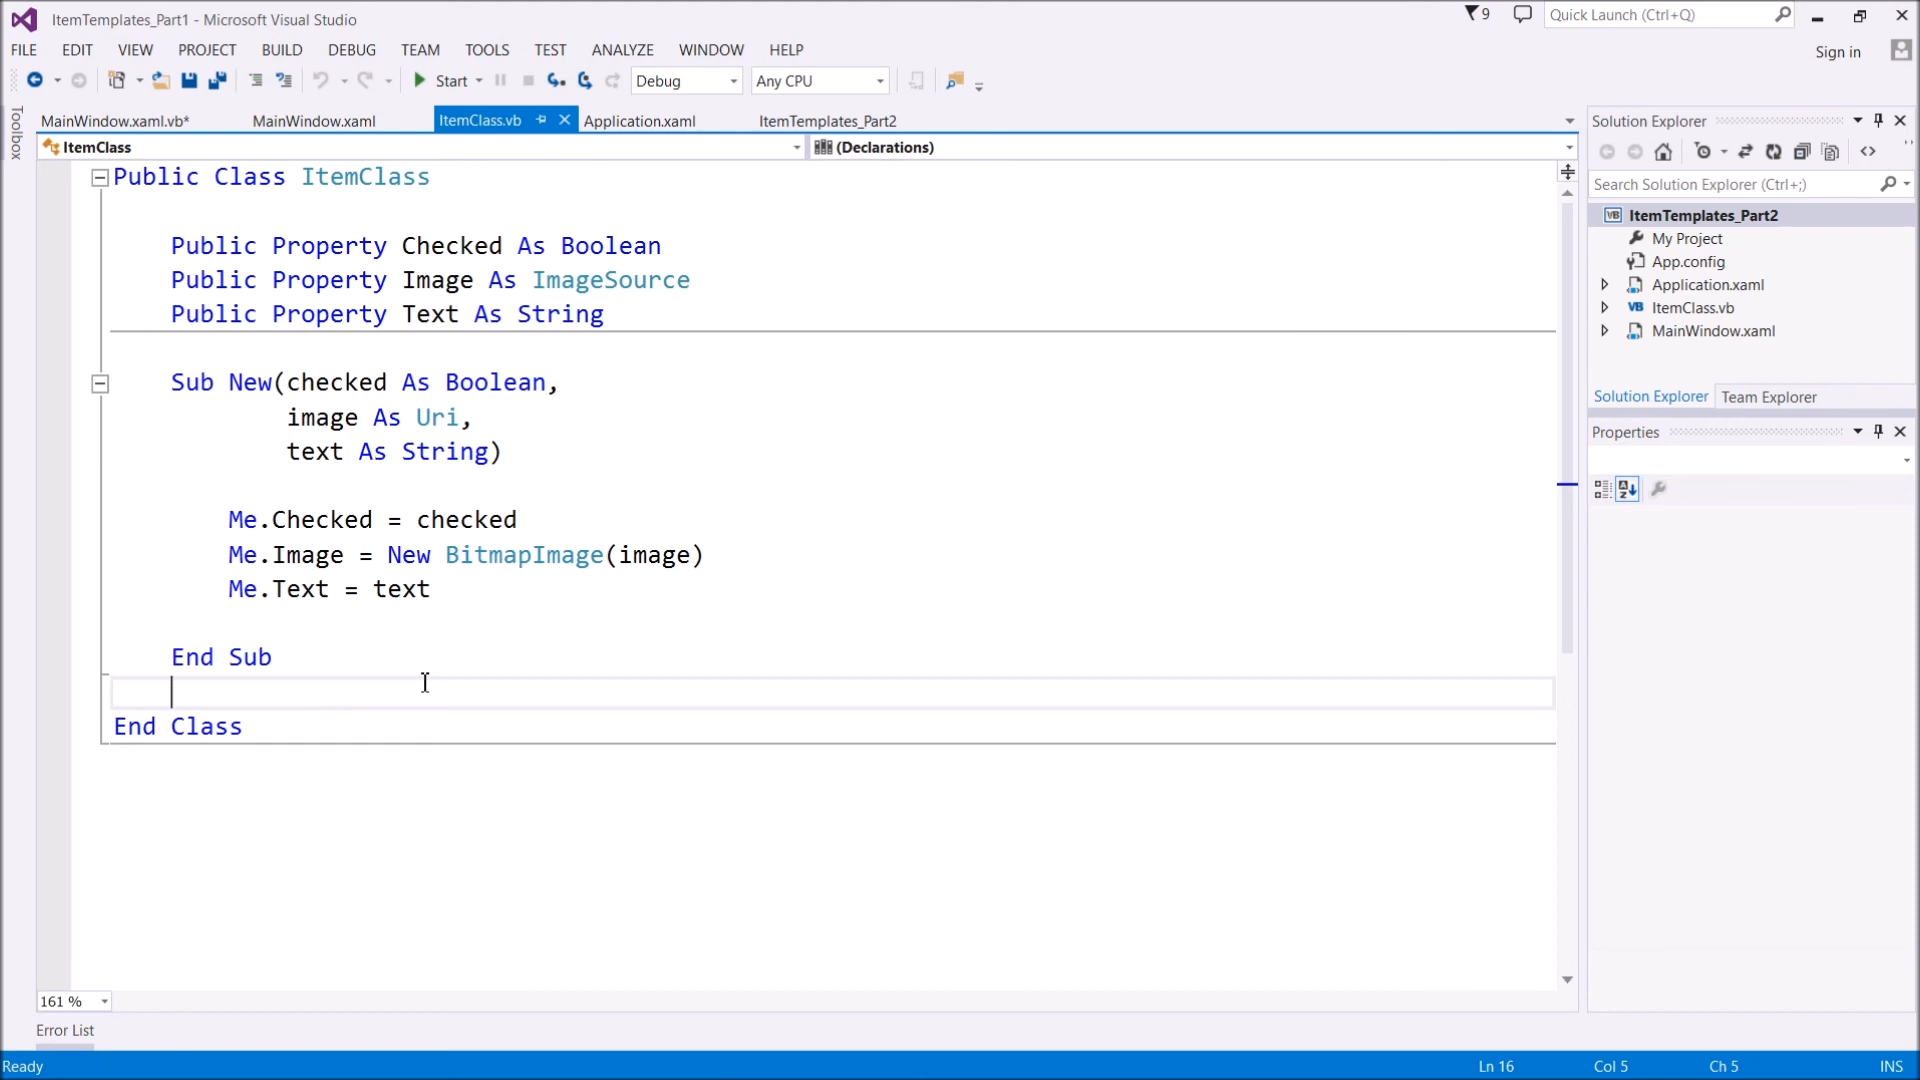 ItemTemplates_Part1 - Microsoft Visual Studio
9
Quick Launch (Ctrl+Q)
FILE EDIT VIEW PROJECT BUILD DEBUG TEAM TOOLS TEST ANALYZE WINDOW HELP
Sign in
Start Debug Any CPU
Toolbox
MainWindow.xaml.vb* MainWindow.xaml ItemClass.vb Application.xaml ItemTemplates_Part2
ItemClass (Declarations)
Public Class ItemClass
Public Property Checked As Boolean
Public Property Image As ImageSource
Public Property Text As String
Sub New(checked As Boolean,
image As Uri,
text As String)
Me.Checked = checked
Me.Image = New BitmapImage(image)
Me.Text = text
End Sub
End Class
161 %
Error List
Solution Explorer
Search Solution Explorer (Ctrl+;)
VB ItemTemplates_Part2
My Project
App.config
Application.xaml
VB ItemClass.vb
MainWindow.xaml
Solution Explorer Team Explorer
Properties
Ready Ln 16 Col 5 Ch 5 INS